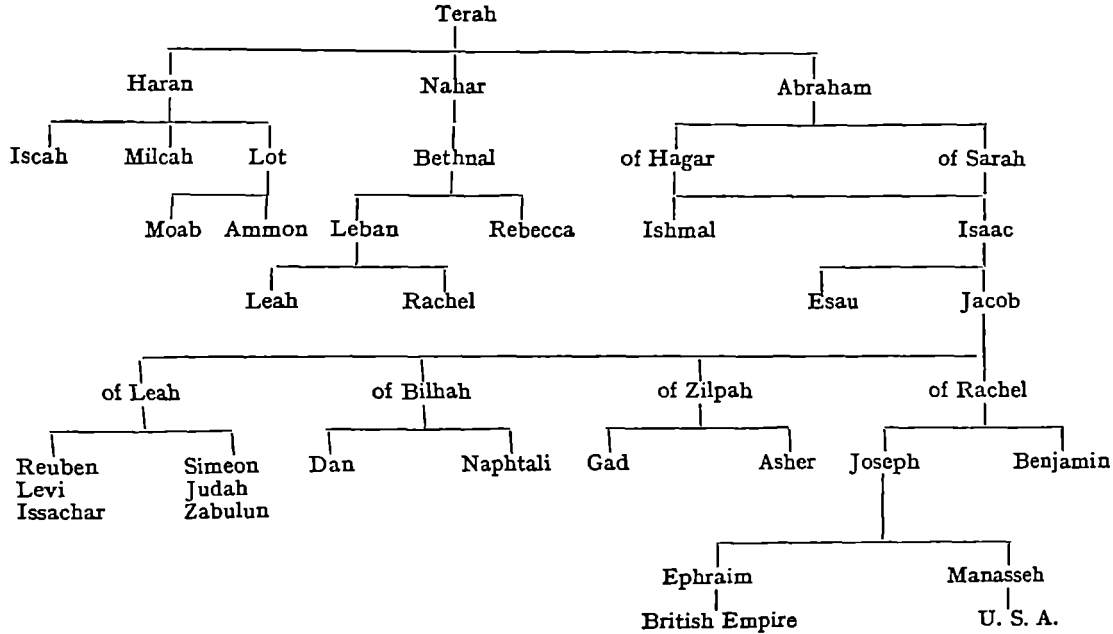 Terah
Haran Nahar Abraham
Iscah Milcah Lot Bethnal of Hagar of Sarah
Moab Ammon Leban Rebecca Ishmal Isaac
Leah Rachel Esau Jacob
of Leah of Bilhah of Zilpah of Rachel
Reuben Simeon Dan Naphtali Gad Asher Joseph Benjamin
Levi Judah
Issachar Zabulun
Ephraim Manasseh
British Empire U. S. A.